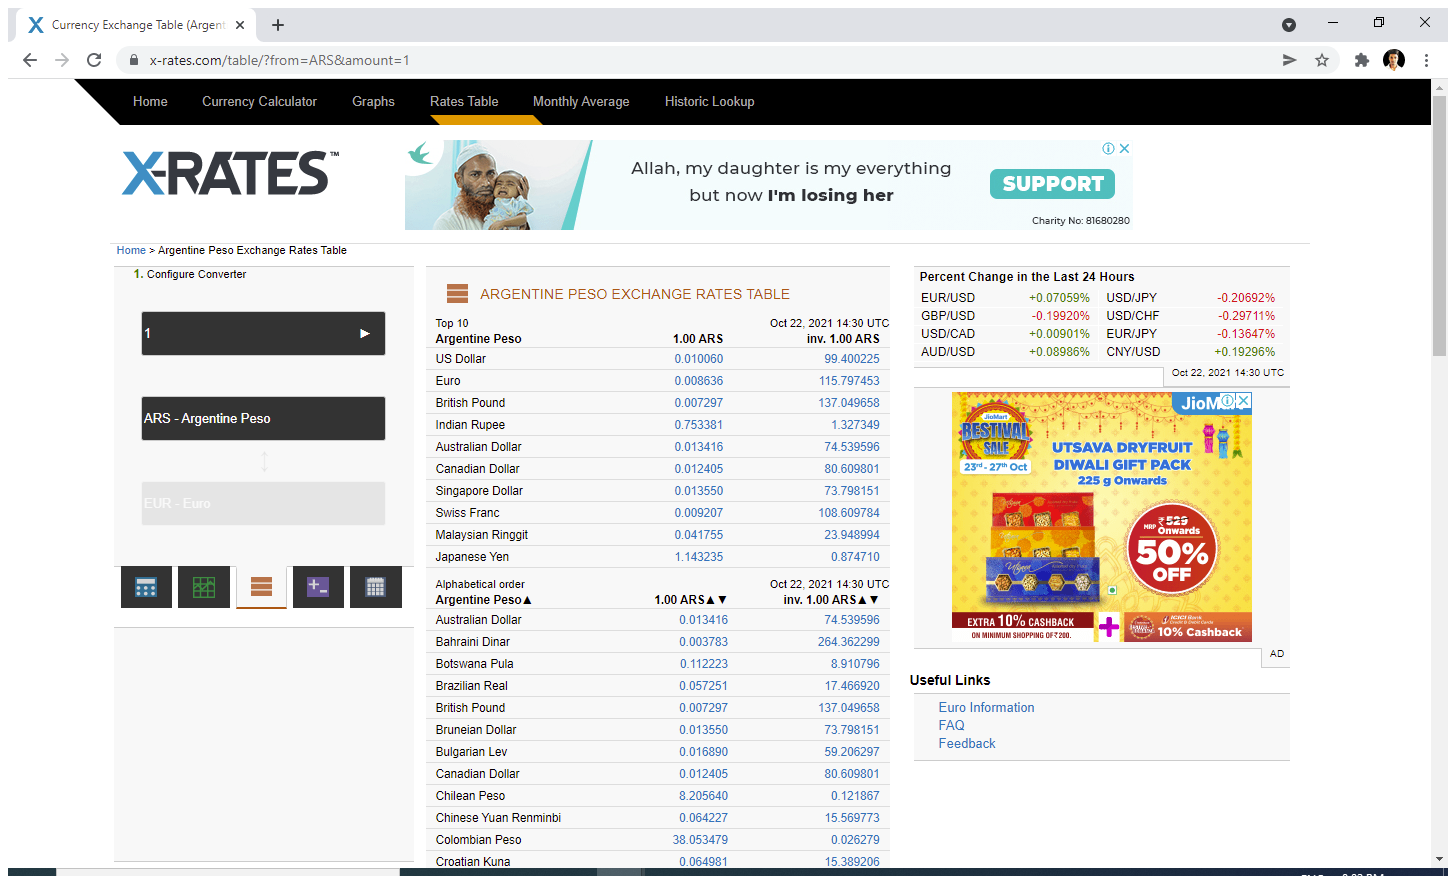 Currency Exchange Table (Argent
x-rates.com/table/?from=ARS&amount=1
Home Currency Calculator Graphs Rates Table Monthly Average Historic Lookup
X-RATES™
Allah, my daughter is my everything
but now I'm losing her
SUPPORT
Charity No: 81680280
Home > Argentine Peso Exchange Rates Table
1. Configure Converter
1
ARS - Argentine Peso
EUR - Euro
ARGENTINE PESO EXCHANGE RATES TABLE
Top 10 Oct 22, 2021 14:30 UTC
Argentine Peso 1.00 ARS inv. 1.00 ARS
US Dollar 0.010060 99.400225
Euro 0.008636 115.797453
British Pound 0.007297 137.049658
Indian Rupee 0.753381 1.327349
Australian Dollar 0.013416 74.539596
Canadian Dollar 0.012405 80.609801
Singapore Dollar 0.013550 73.798151
Swiss Franc 0.009207 108.609784
Malaysian Ringgit 0.041755 23.948994
Japanese Yen 1.143235 0.874710
Alphabetical order Oct 22, 2021 14:30 UTC
Argentine Peso▲ 1.00 ARS▲▼ inv. 1.00 ARS▲▼
Australian Dollar 0.013416 74.539596
Bahraini Dinar 0.003783 264.362299
Botswana Pula 0.112223 8.910796
Brazilian Real 0.057251 17.466920
British Pound 0.007297 137.049658
Bruneian Dollar 0.013550 73.798151
Bulgarian Lev 0.016890 59.206297
Canadian Dollar 0.012405 80.609801
Chilean Peso 8.205640 0.121867
Chinese Yuan Renminbi 0.064227 15.569773
Colombian Peso 38.053479 0.026279
Croatian Kuna 0.064981 15.389206
Percent Change in the Last 24 Hours
EUR/USD +0.07059% USD/JPY -0.20692%
GBP/USD -0.19920% USD/CHF -0.29711%
USD/CAD +0.00901% EUR/JPY -0.13647%
AUD/USD +0.08986% CNY/USD +0.19296%
Oct 22, 2021 14:30 UTC
JioMart
BESTIVAL
SALE
23rd - 27th Oct
UTSAVA DRYFRUIT
DIWALI GIFT PACK
225 g Onwards
MRP ₹ 529
Onwards
50%
OFF
EXTRA 10% CASHBACK
ON MINIMUM SHOPPING OF ₹200.
ICICI Bank
10% Cashback
AD
Useful Links
Euro Information
FAQ
Feedback